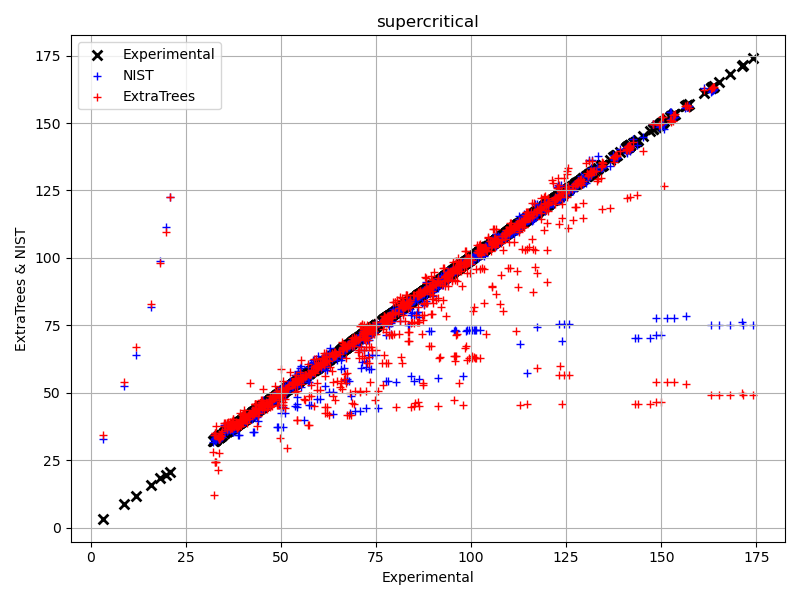 supercritical
Experimental
NIST
ExtraTrees
ExtraTrees & NIST
175
150
125
100
75
50
25
0
0 25 50 75 100 125 150 175
Experimental